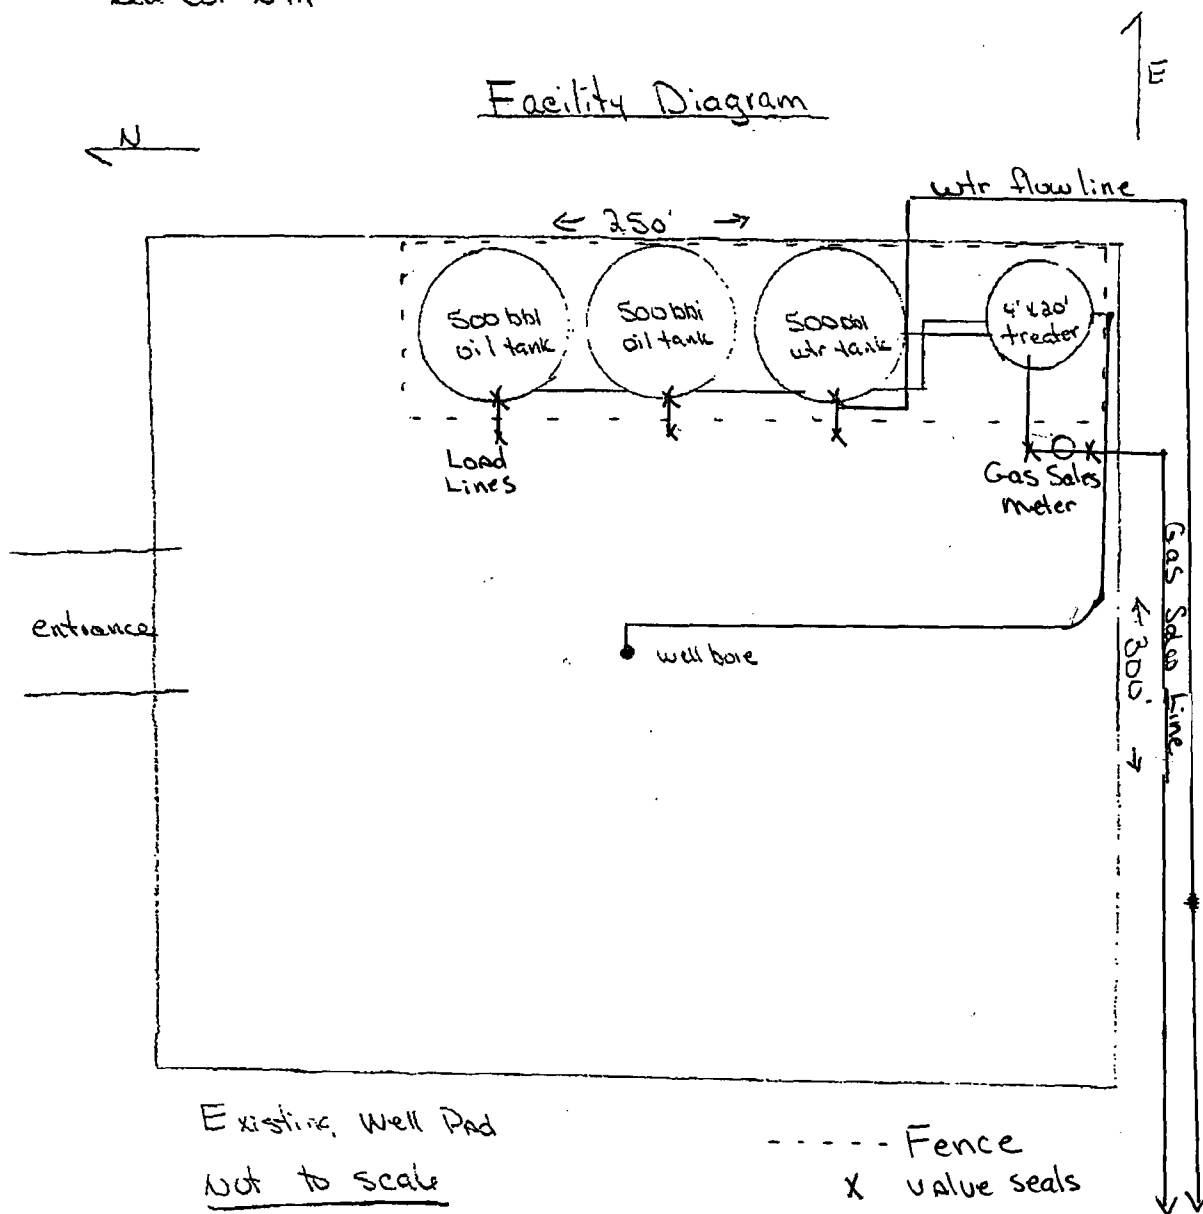 E
Facility Diagram
N
wtr flowline
← 250' →
500 bbl
oil tank
500 bbl
oil tank
500 bbl
wtr tank
4' x 20'
treater
Load
Lines
Gas Sales
meter
Gas Sales Line
← 300' →
entrance
well bore
Existing Well Pad
Not to scale
- - - - - Fence
X value seals